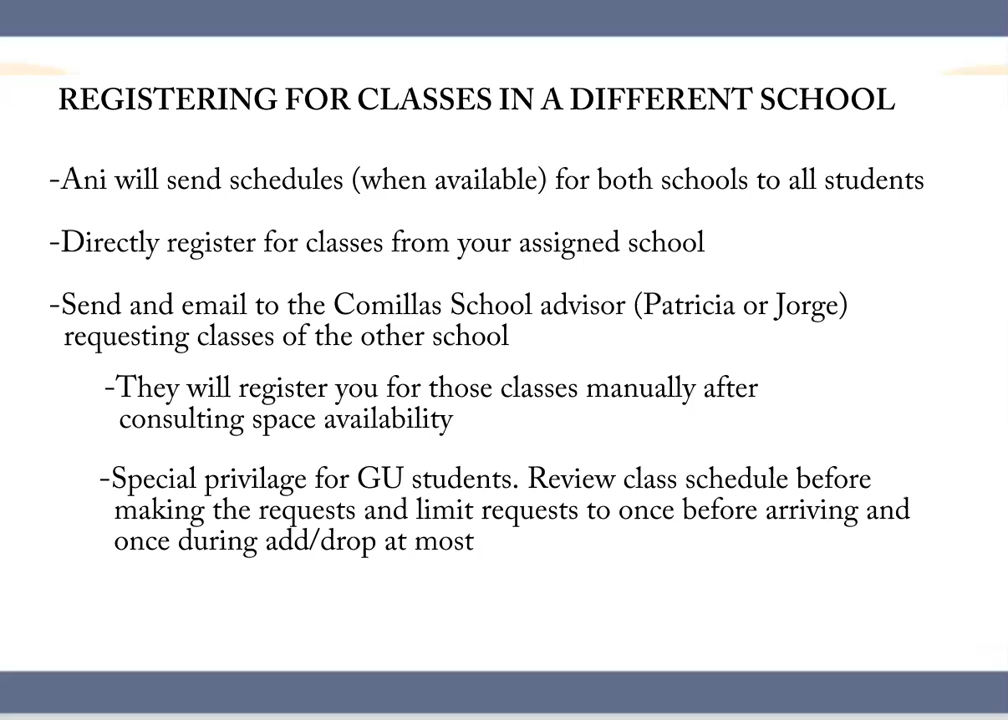 REGISTERING FOR CLASSES IN A DIFFERENT SCHOOL
-Ani will send schedules (when available) for both schools to all students
-Directly register for classes from your assigned school
-Send and email to the Comillas School advisor (Patricia or Jorge)
requesting classes of the other school
-They will register you for those classes manually after
consulting space availability
-Special privilage for GU students. Review class schedule before
making the requests and limit requests to once before arriving and
once during add/drop at most